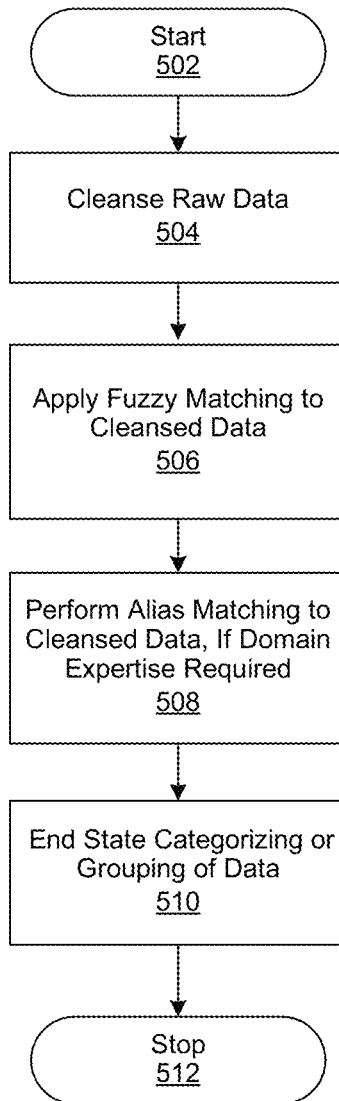 Start
502
Cleanse Raw Data
504
Apply Fuzzy Matching to
Cleansed Data
506
Perform Alias Matching to
Cleansed Data, If Domain
Expertise Required
508
End State Categorizing or
Grouping of Data
510
Stop
512